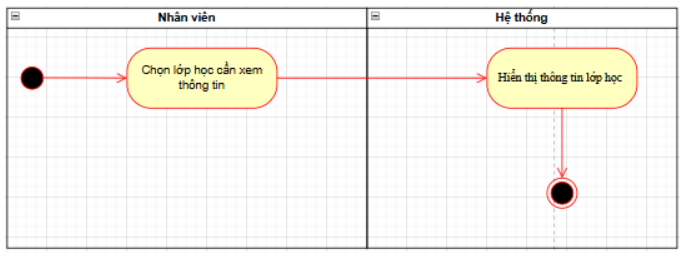 Nhân viên
Hệ thống
Chọn lớp học cần xem
thông tin
Hiển thị thông tin lớp học